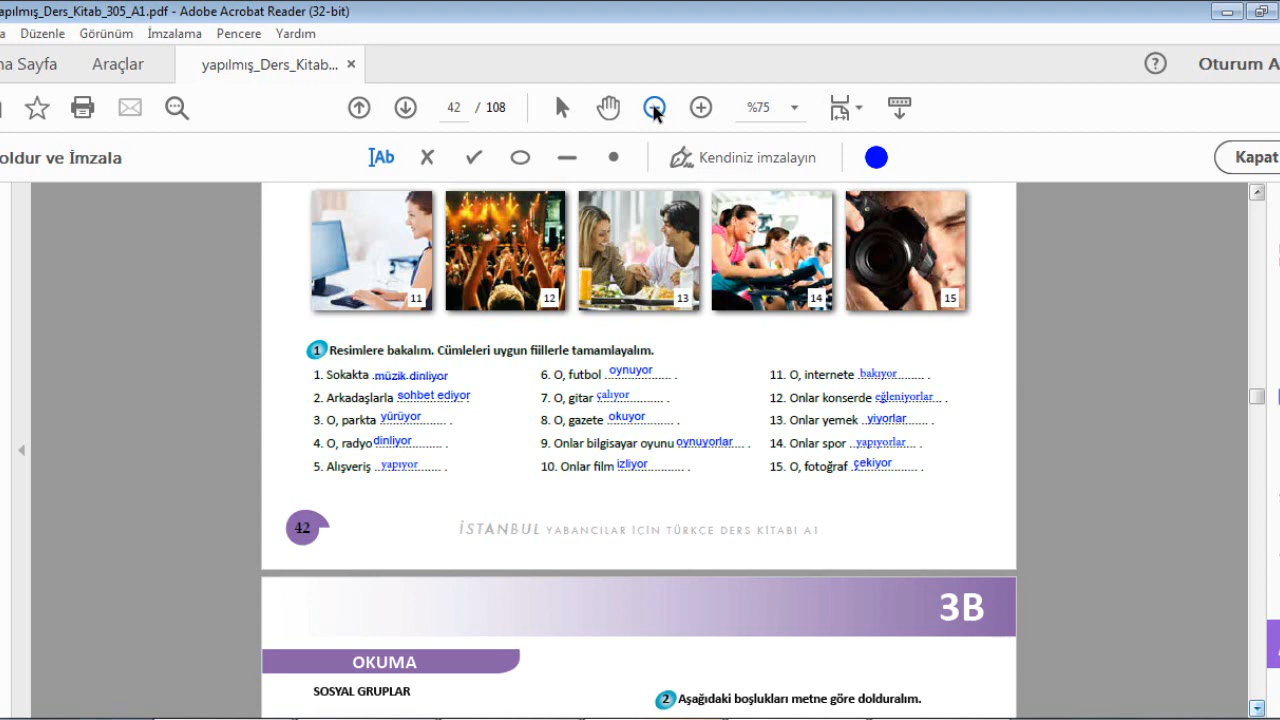 apılmış_Ders_Kitab_305_A1.pdf - Adobe Acrobat Reader (32-bit)
a Düzenle Görünüm İmzalama Pencere Yardım
na Sayfa Araçlar yapılmış_Ders_Kitab... × ? Oturum A
42 / 108 %75
oldur ve İmzala Ab Kendiniz imzalayın Kapat
11 12 13 14 15
1 Resimlere bakalım. Cümleleri uygun fiillerle tamamlayalım.
1. Sokakta müzik dinliyor
2. Arkadaşlarla sohbet ediyor
3. O, parkta yürüyor .
4. O, radyo dinliyor .
5. Alışveriş yapıyor .
6. O, futbol oynuyor .
7. O, gitar çalıyor .
8. O, gazete okuyor .
9. Onlar bilgisayar oyunu oynuyorlar .
10. Onlar film izliyor .
11. O, internete bakıyor .
12. Onlar konserde eğleniyorlar .
13. Onlar yemek yiyorlar .
14. Onlar spor yapıyorlar .
15. O, fotoğraf çekiyor .
42 İSTANBUL YABANCILAR İÇİN TÜRKÇE DERS KİTABI A1
3B
OKUMA
SOSYAL GRUPLAR
2 Aşağıdaki boşlukları metne göre dolduralım.